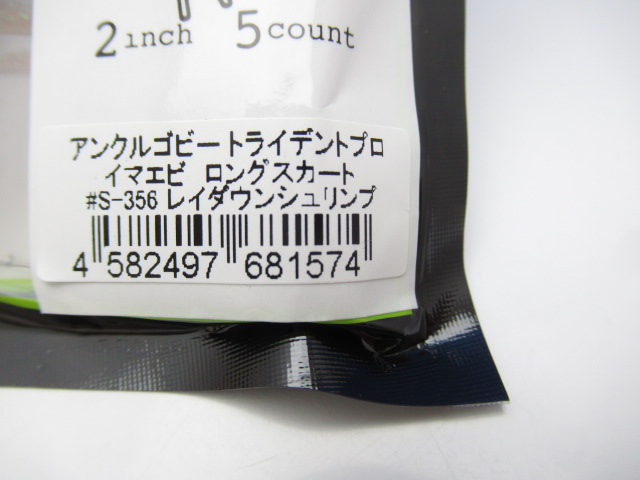 2inch 5count
アンクルゴビートライデントプロ
イマエビ ロングスカート
#S-356 レイダウンシュリンプ
4 582497 681574